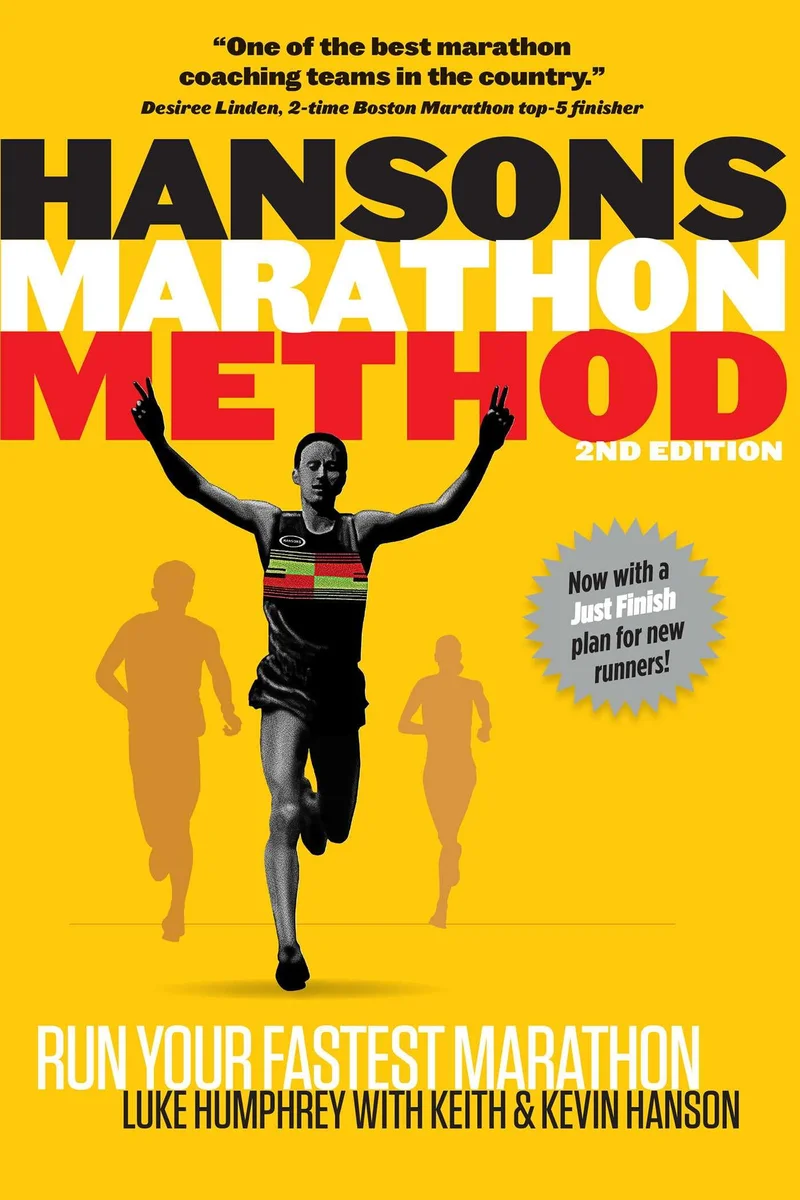 “One of the best marathon
coaching teams in the country.”
Desiree Linden, 2-time Boston Marathon top-5 finisher
HANSONS
MARATHON
METHOD
2ND EDITION
HANSONS
Now with a
Just Finish
plan for new
runners!
RUN YOUR FASTEST MARATHON
LUKE HUMPHREY WITH KEITH & KEVIN HANSON